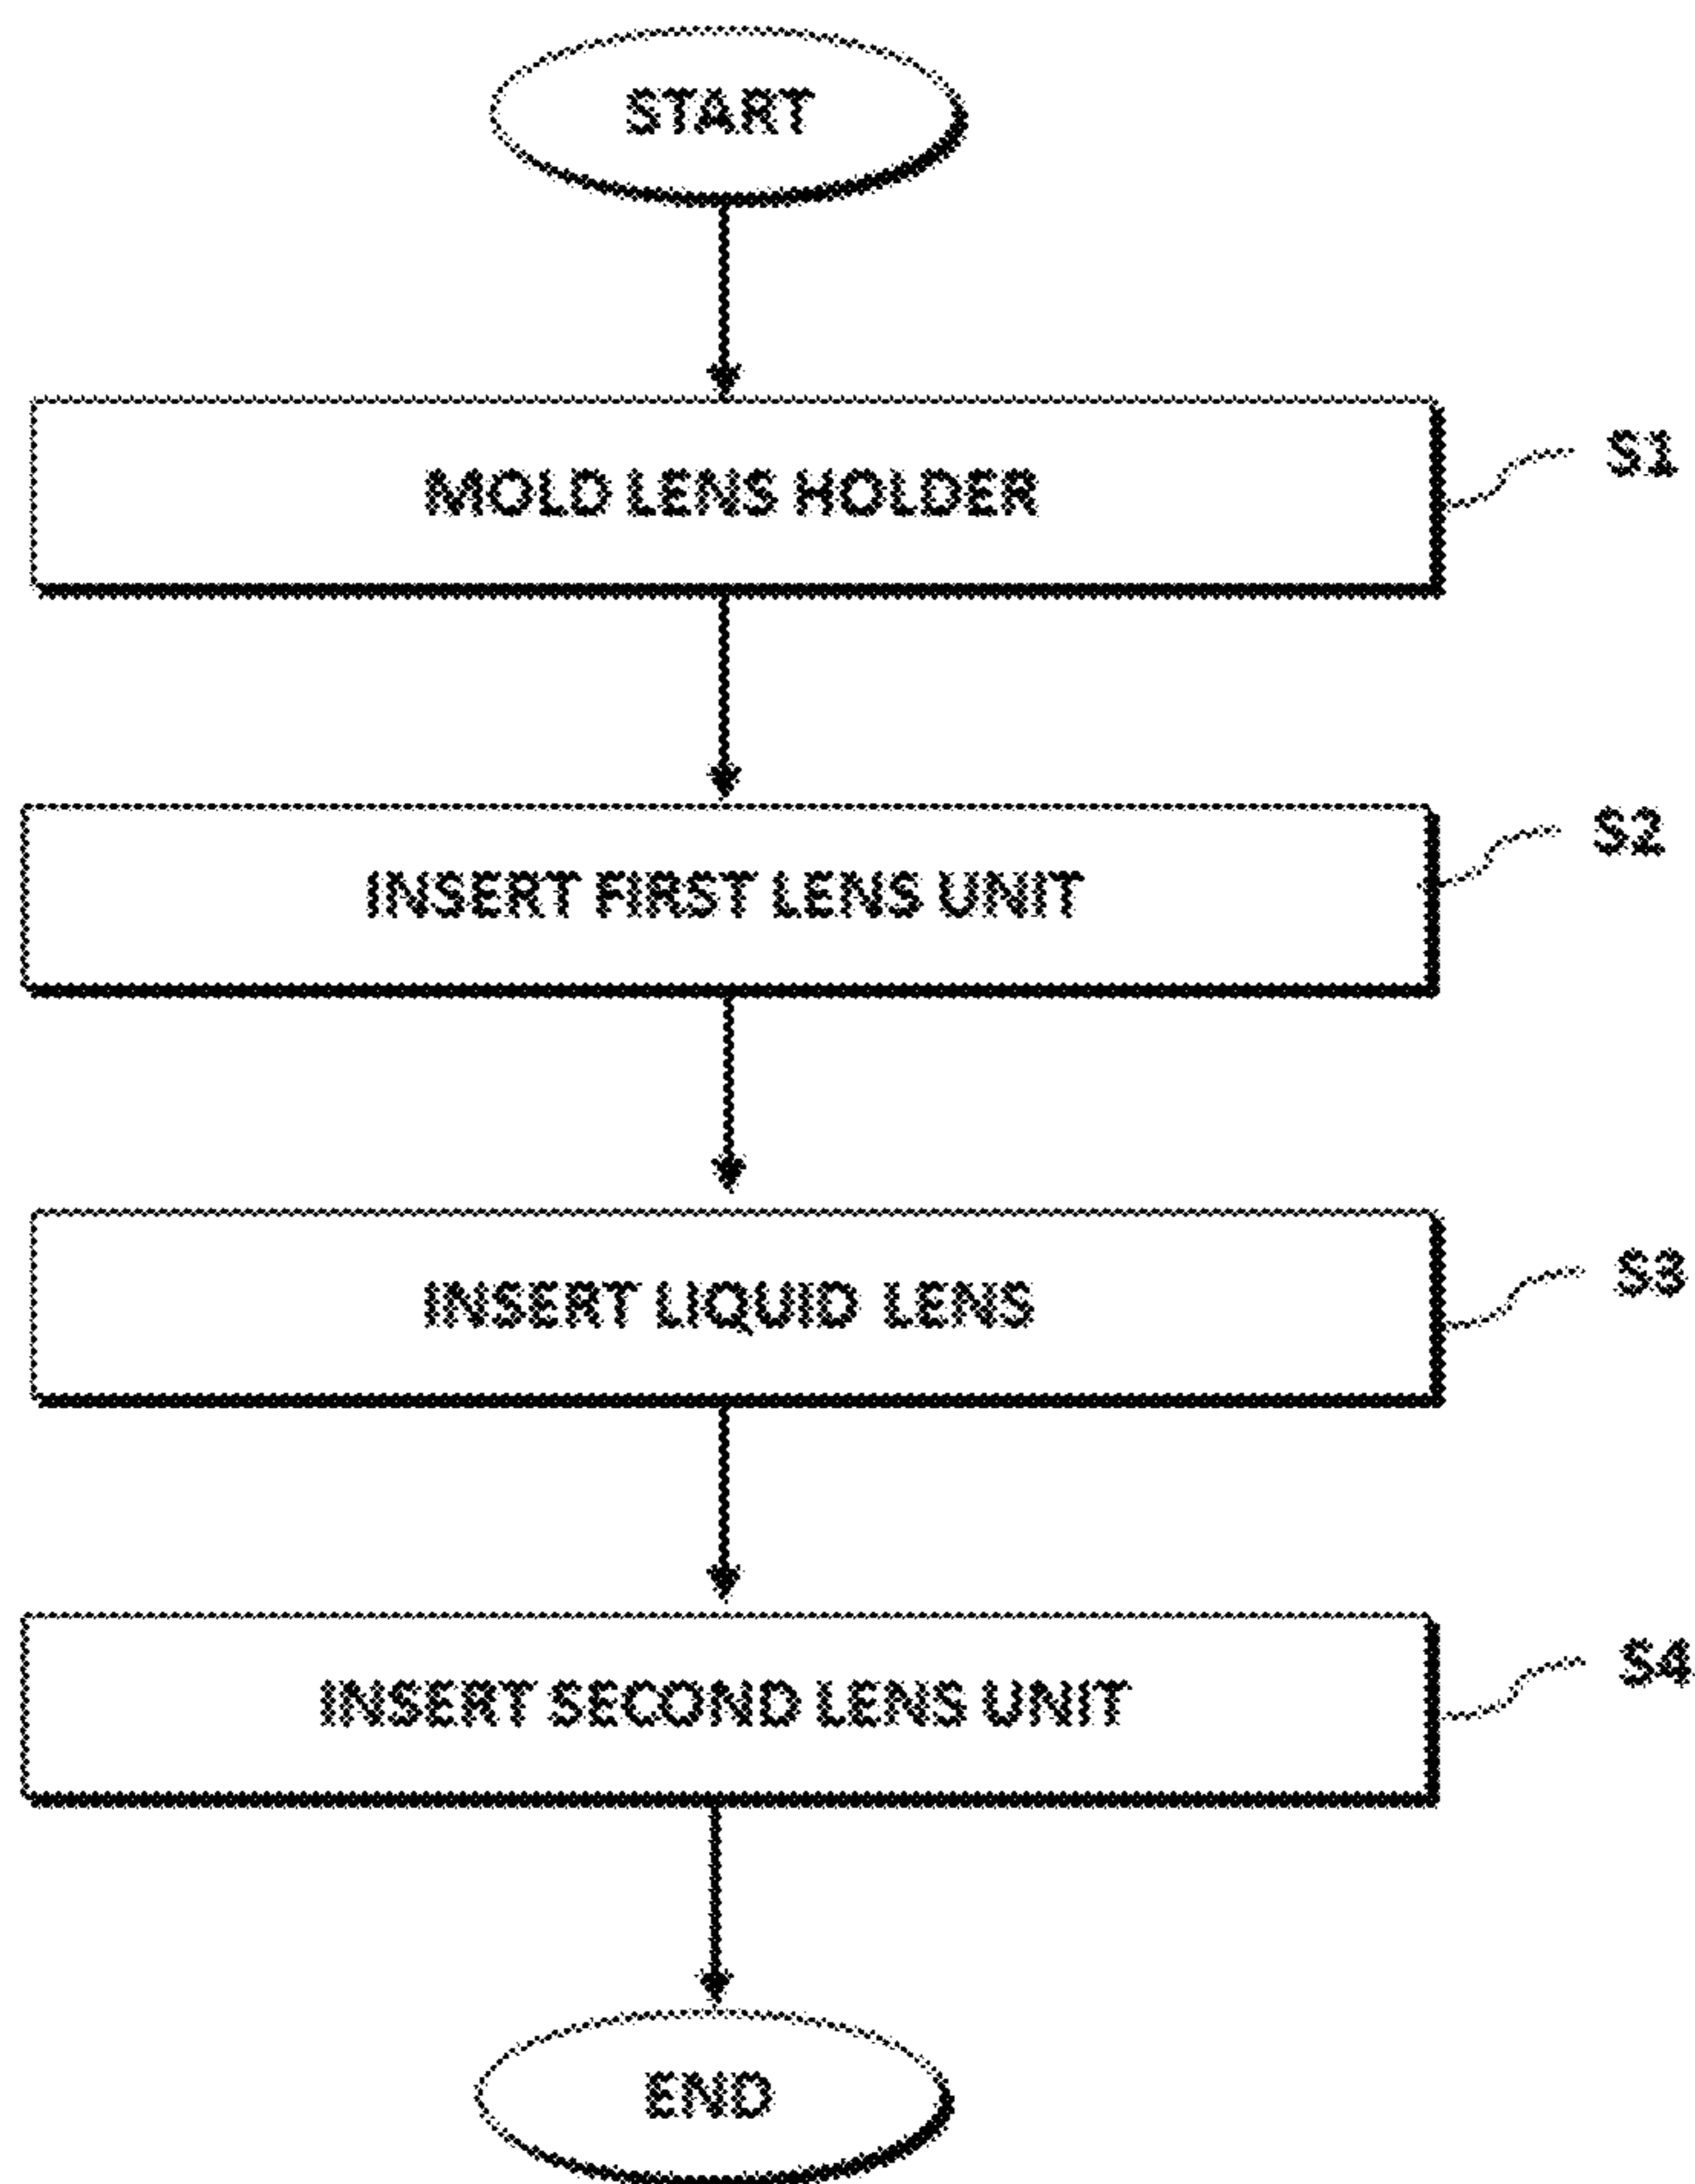 START
MOLD LENS HOLDER
S1
INSERT FIRST LENS UNIT
S2
INSERT LIQUID LENS
S3
INSERT SECOND LENS UNIT
S4
END